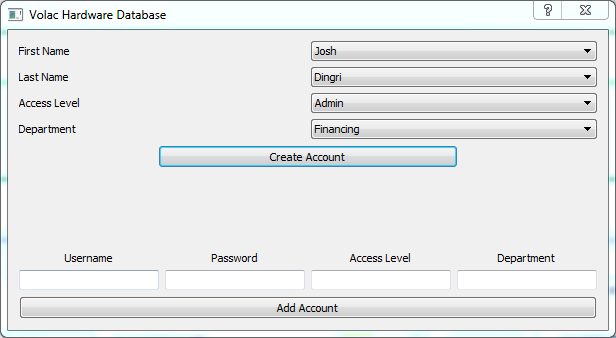 Volac Hardware Database
?
First Name Josh
Last Name Dingri
Access Level Admin
Department Financing
Create Account
Username Password Access Level Department
Add Account